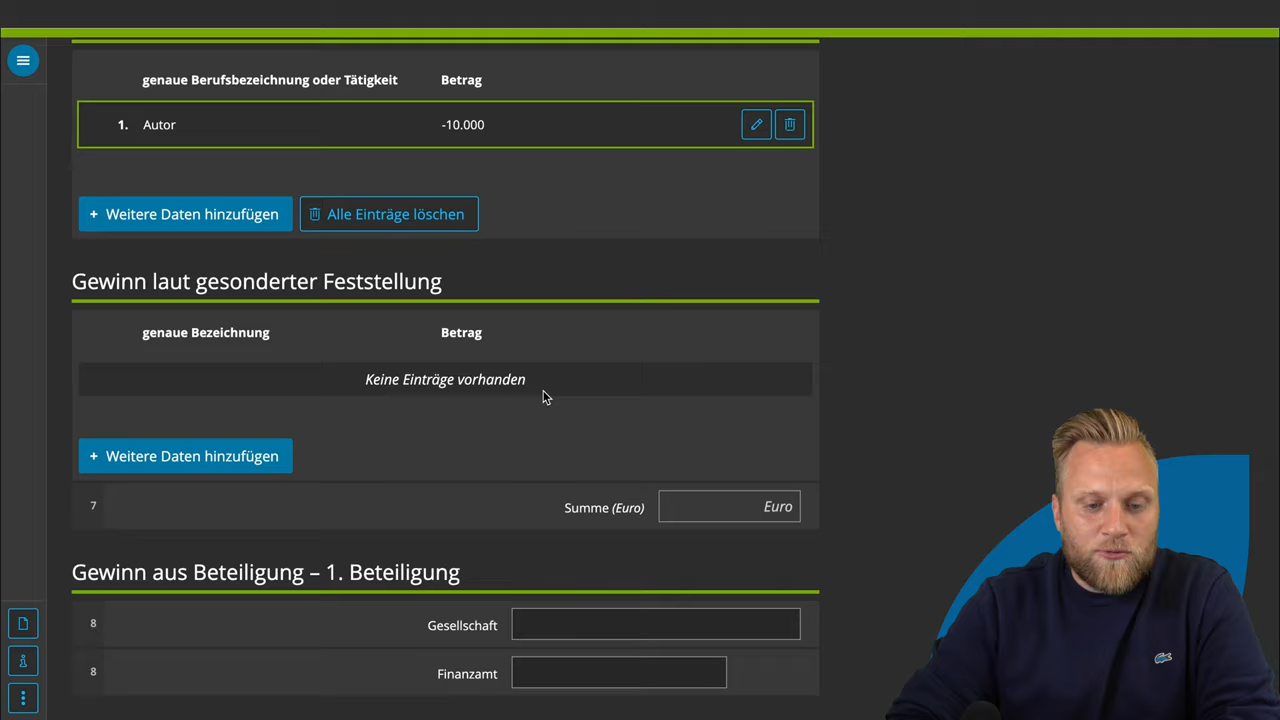 genaue Berufsbezeichnung oder Tätigkeit Betrag
1. Autor -10.000
+ Weitere Daten hinzufügen Alle Einträge löschen
Gewinn laut gesonderter Feststellung
genaue Bezeichnung Betrag
Keine Einträge vorhanden
+ Weitere Daten hinzufügen
7 Summe (Euro) Euro
Gewinn aus Beteiligung – 1. Beteiligung
8 Gesellschaft
8 Finanzamt